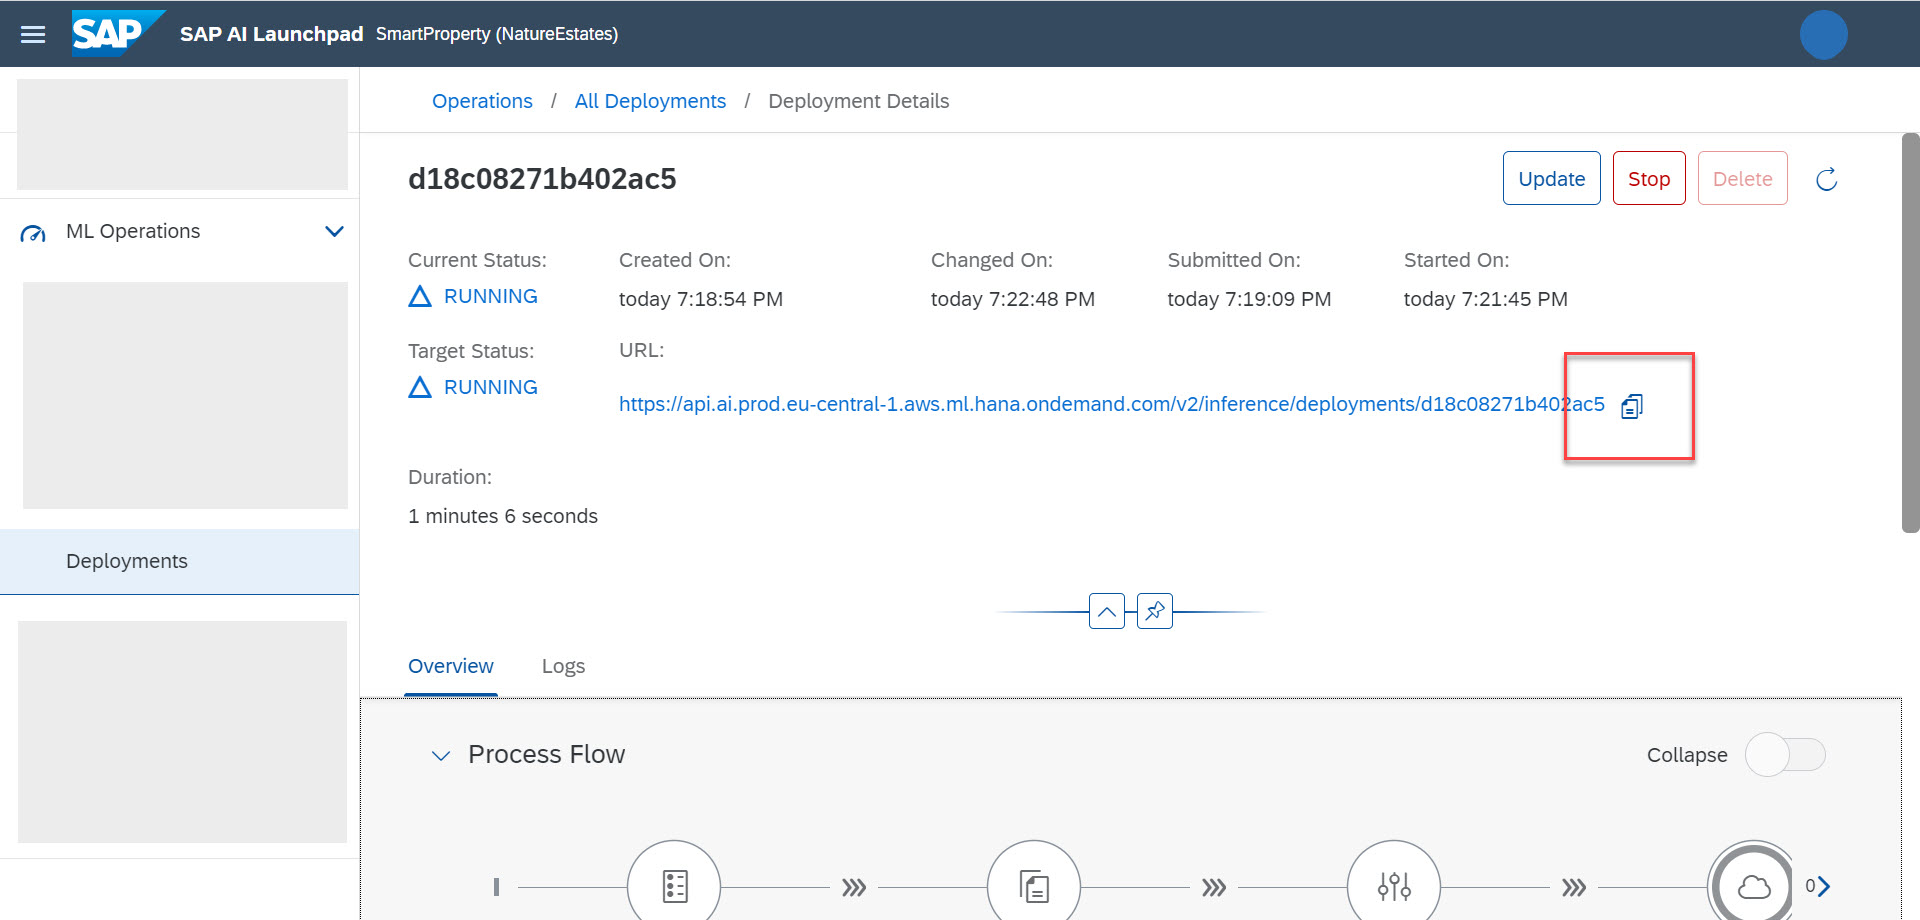 SAP SAP AI Launchpad SmartProperty (NatureEstates)
Operations / All Deployments / Deployment Details
d18c08271b402ac5
Update Stop Delete
ML Operations
Current Status: Created On: Changed On: Submitted On: Started On:
RUNNING today 7:18:54 PM today 7:22:48 PM today 7:19:09 PM today 7:21:45 PM
Target Status: URL:
RUNNING
https://api.ai.prod.eu-central-1.aws.ml.hana.ondemand.com/v2/inference/deployments/d18c08271b402ac5
Duration:
1 minutes 6 seconds
Deployments
Overview Logs
Process Flow Collapse
0